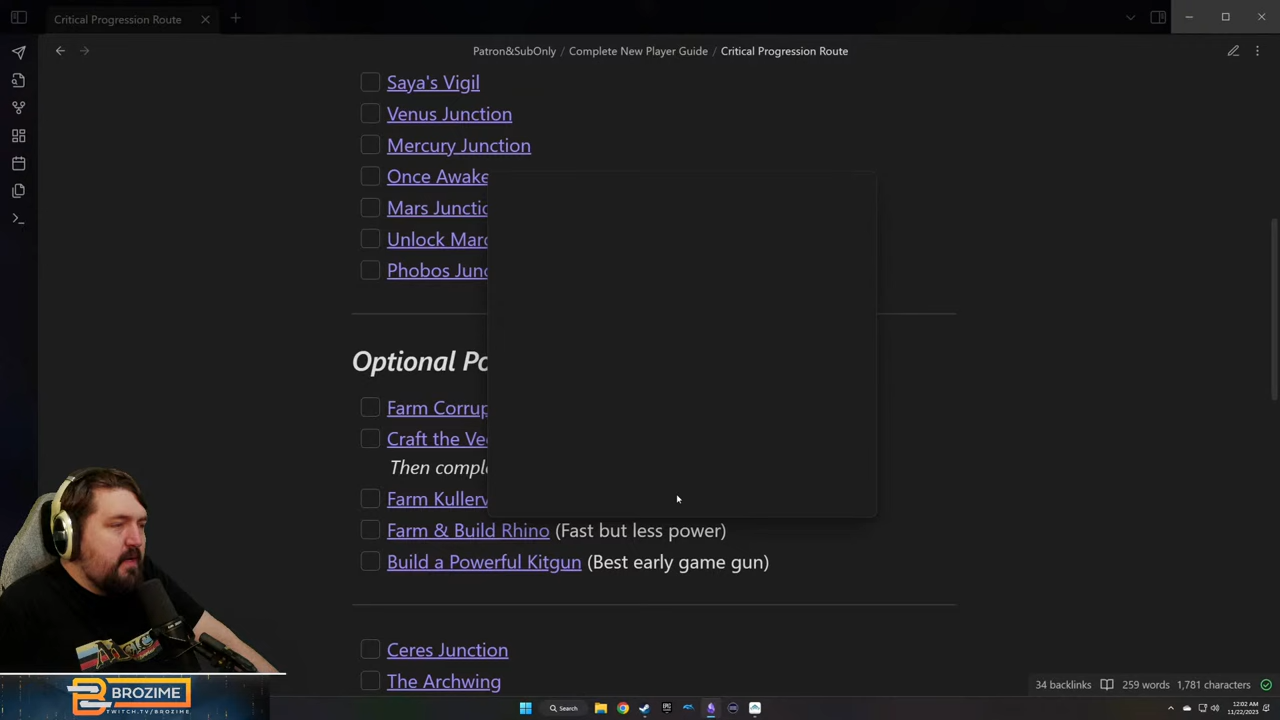 Critical Progression Route
Patron&SubOnly / Complete New Player Guide / Critical Progression Route
Saya's Vigil
Venus Junction
Mercury Junction
Once Awake
Mars Junctio
Unlock Mar
Phobos Junc
Optional Po
Farm Corrup
Craft the Ve
Then comple
Farm Kullerv
Farm & Build Rhino (Fast but less power)
Build a Powerful Kitgun (Best early game gun)
Ceres Junction
The Archwing
34 backlinks 259 words 1,781 characters
BROZIME
TWITCH.TV/BROZIME
Search
12:02 AM
11/22/2023